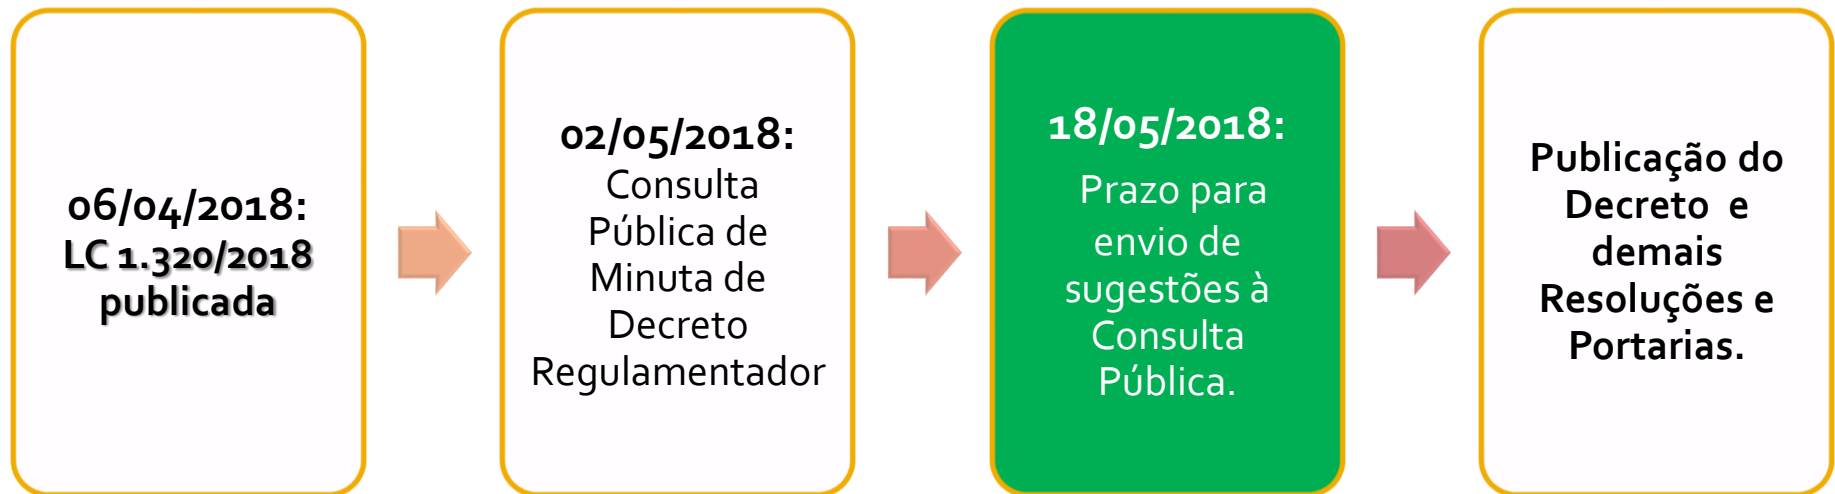 06/04/2018:
LC 1.320/2018
publicada
02/05/2018:
Consulta
Pública de
Minuta de
Decreto
Regulamentador
18/05/2018:
Prazo para
envio de
sugestões à
Consulta
Pública.
Publicação do
Decreto e
demais
Resoluções e
Portarias.